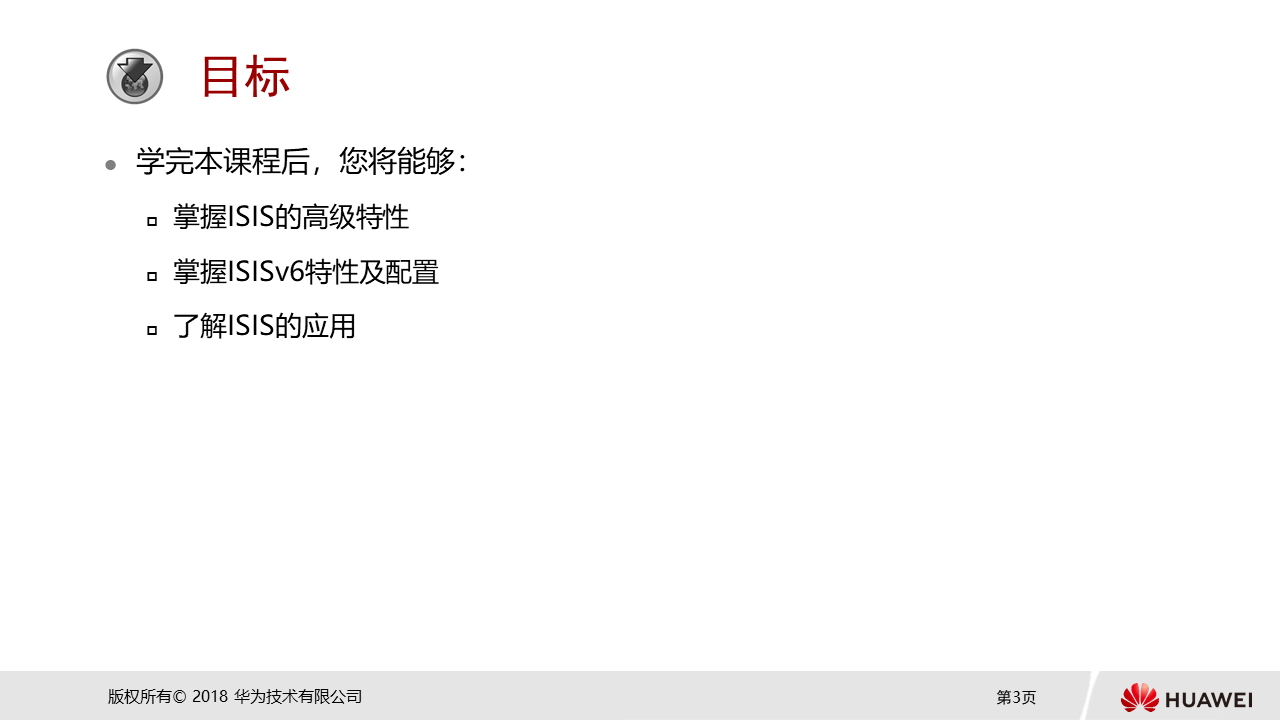 目标
学完本课程后，您将能够：
掌握ISIS的高级特性
掌握ISISv6特性及配置
了解ISIS的应用
版权所有© 2018 华为技术有限公司
第3页
HUAWEI